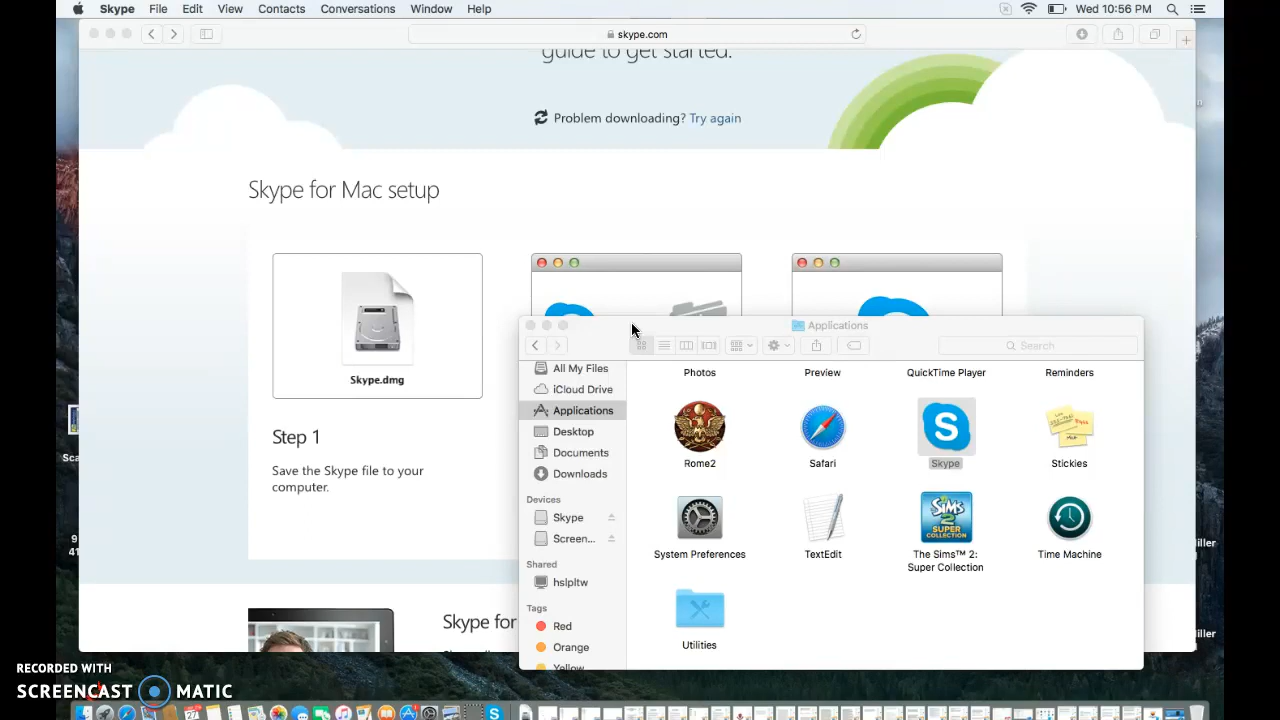 Skype File Edit View Contacts Conversations Window Help Wed 10:56 PM
skype.com
guide to get started.
Problem downloading? Try again
Skype for Mac setup
Skype.dmg
Step 1
Save the Skype file to your
computer.
Skype for
Applications
Search
All My Files
iCloud Drive
Applications
Desktop
Documents
Downloads
Devices
Skype
Screen...
Shared
hslpltw
Tags
Red
Orange
Yellow
Photos Preview QuickTime Player Reminders
Rome2 Safari Skype Stickies
System Preferences TextEdit The Sims™ 2: Time Machine
Super Collection
Utilities
RECORDED WITH
SCREENCAST MATIC